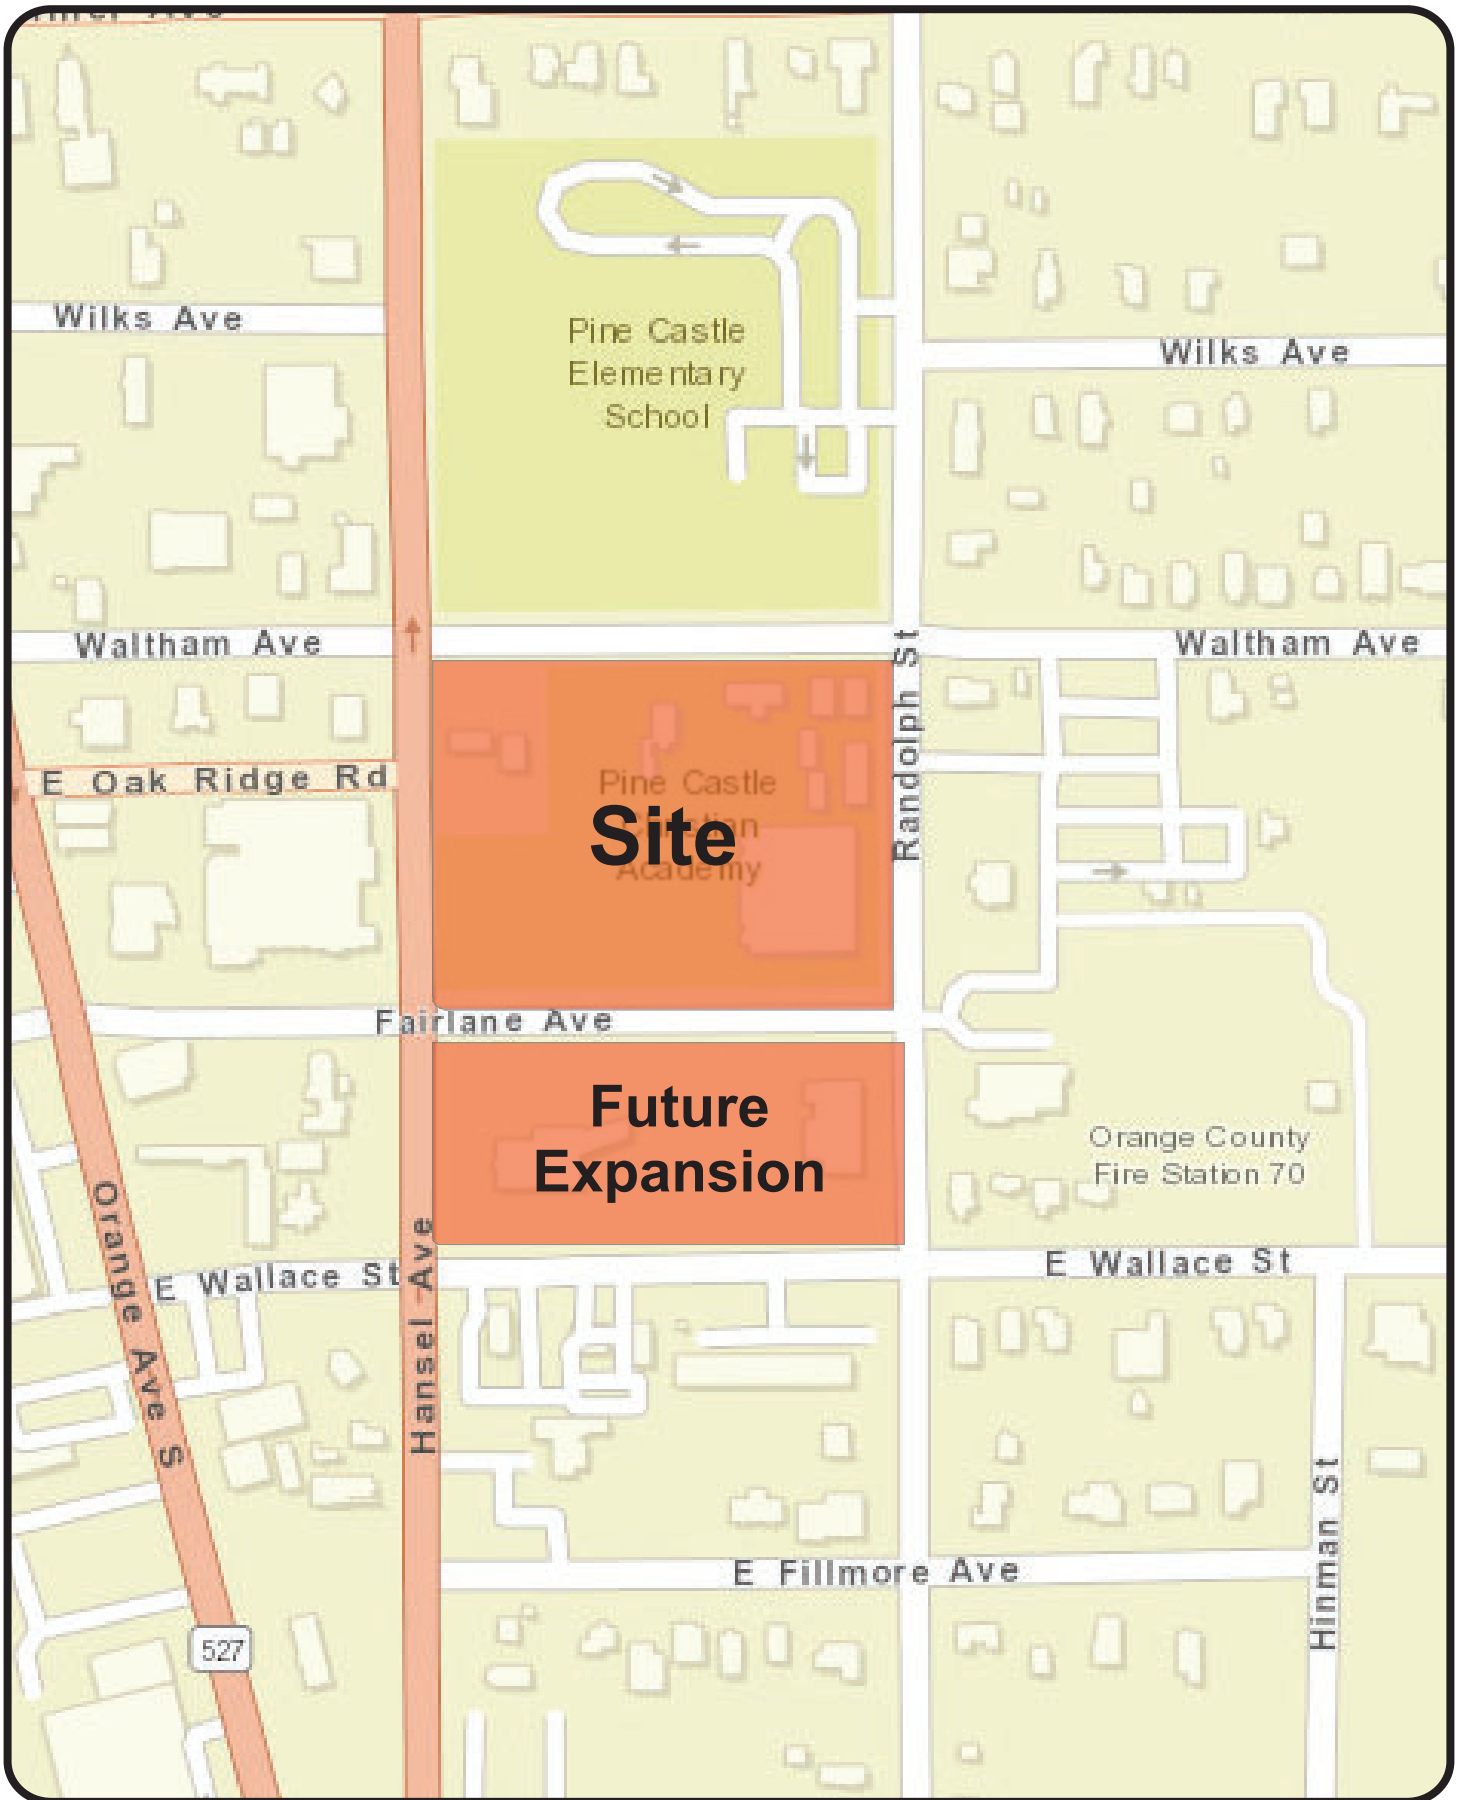 Wilks Ave
Pine Castle
Elementary
School
Wilks Ave
Waltham Ave
Waltham Ave
Randolph St
E Oak Ridge Rd
Pine Castle
Christian
Academy
Site
Fairlane Ave
Future
Expansion
Orange County
Fire Station 70
Orange Ave S
E Wallace St
E Wallace St
Hansel Ave
E Fillmore Ave
Hinman St
527